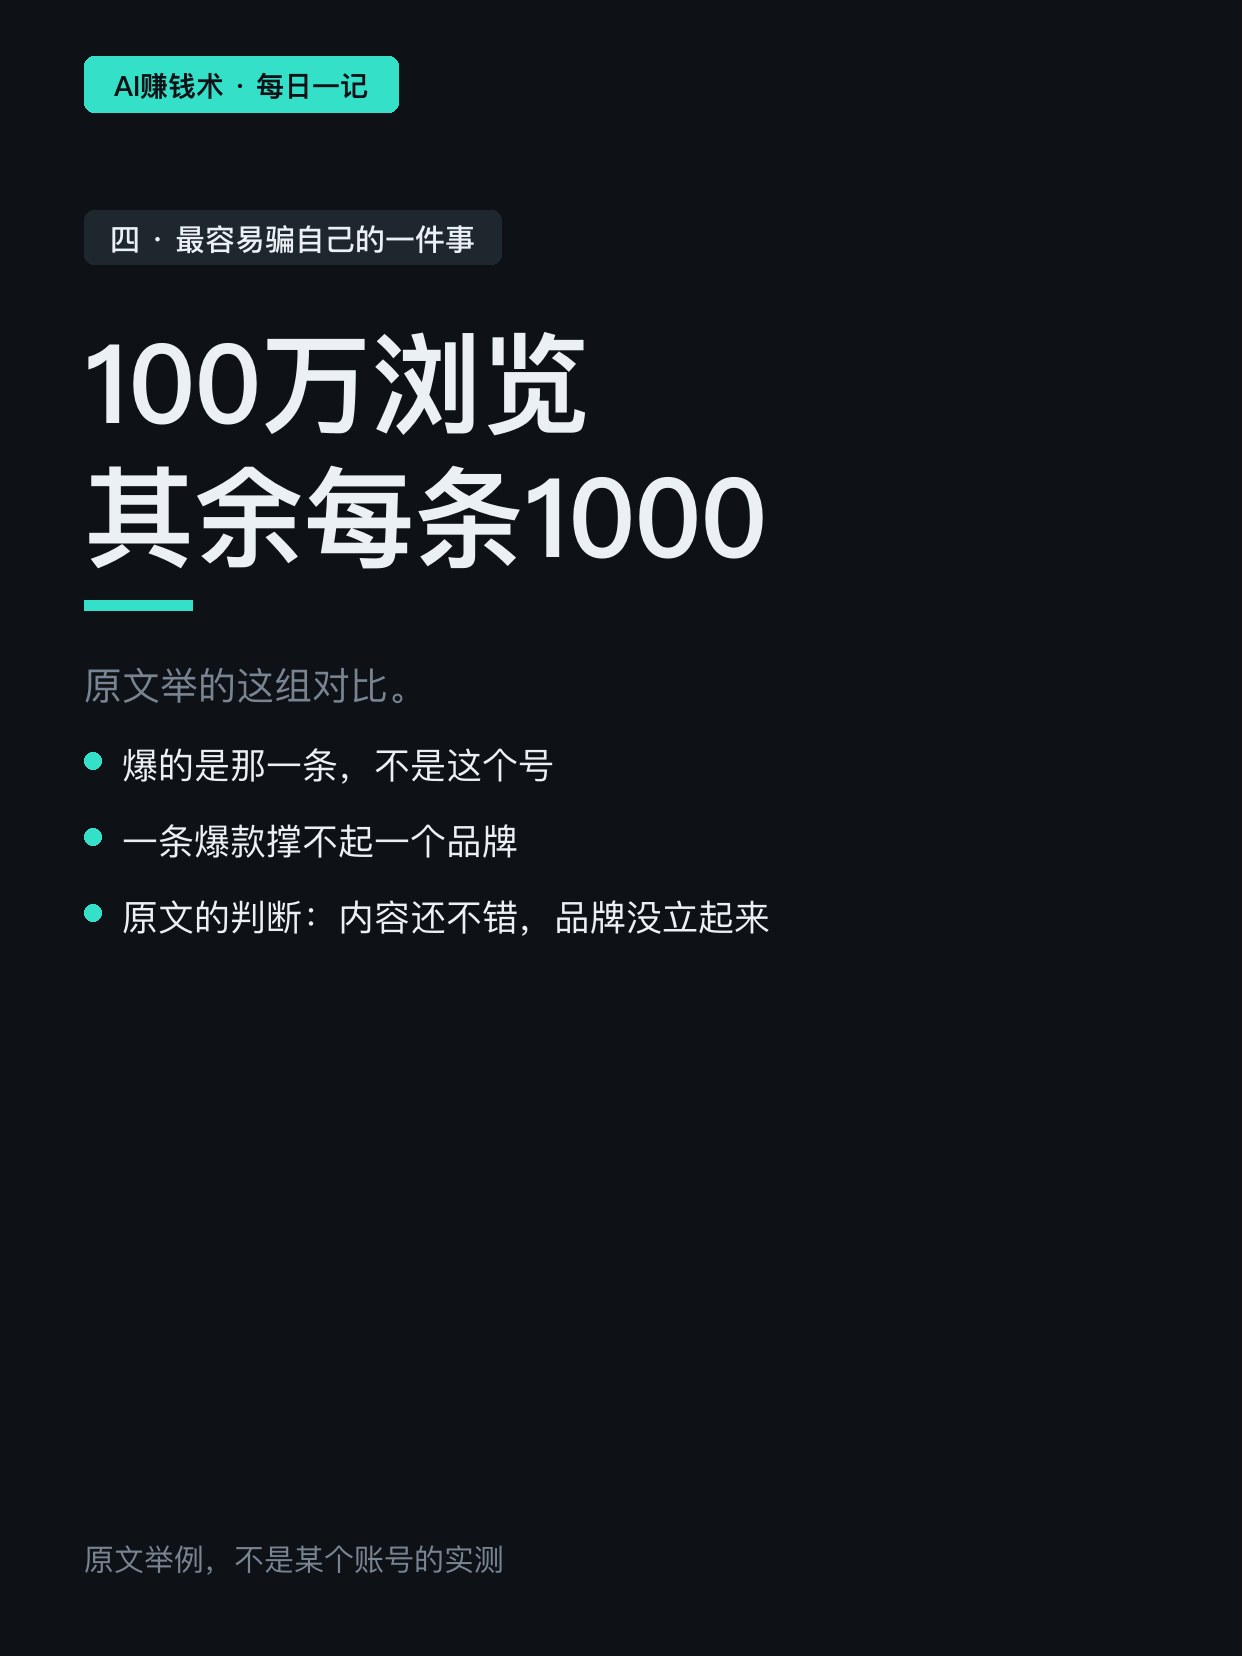 AI赚钱术 · 每日一记
四 · 最容易骗自己的一件事
100万浏览
其余每条1000
原文举的这组对比。
爆的是那一条，不是这个号
一条爆款撑不起一个品牌
原文的判断：内容还不错，品牌没立起来
原文举例，不是某个账号的实测